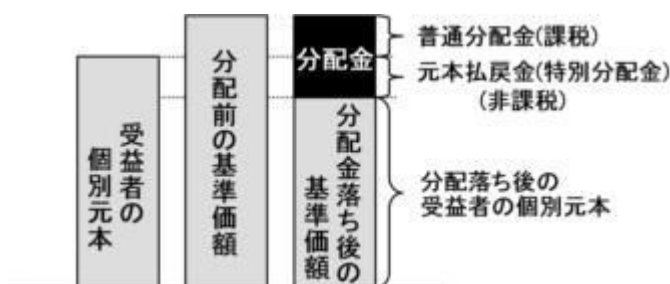 受益者の
個別元本
分配前の基準価額
分配金
分配金落ち後の
基準価額
普通分配金(課税)
元本払戻金(特別分配金)
(非課税)
分配落ち後の
受益者の個別元本